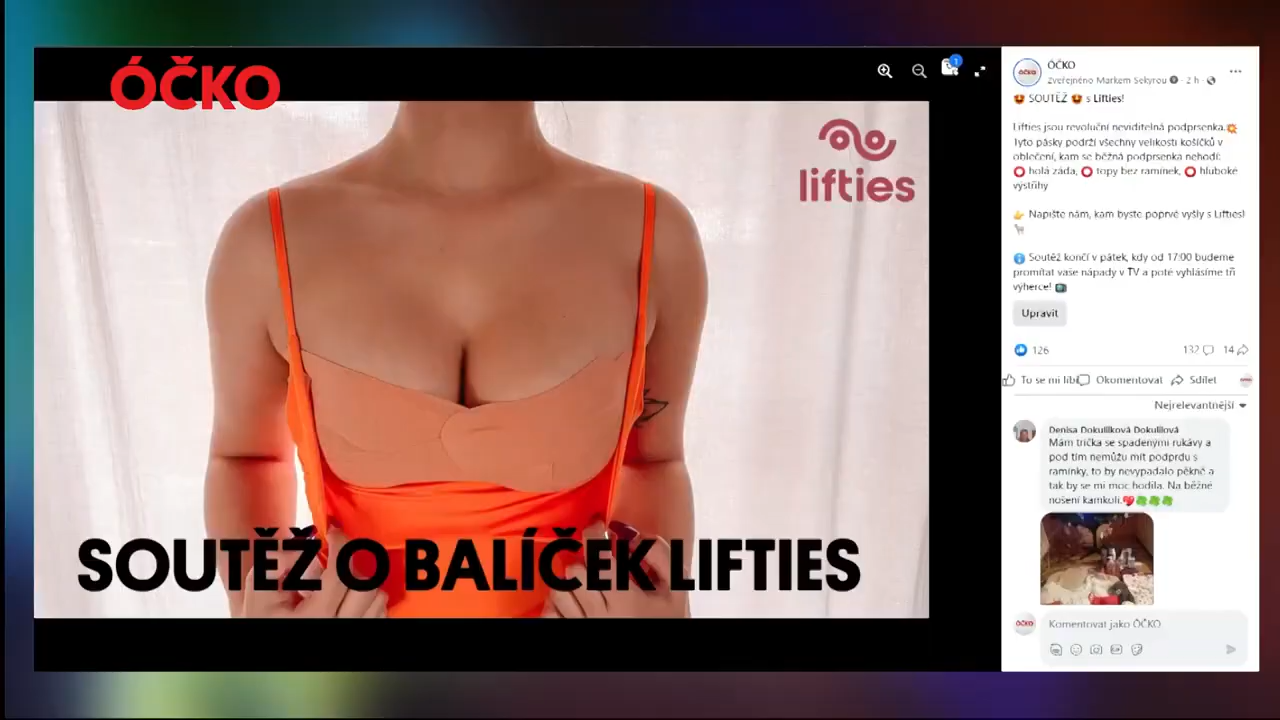 ÓČKO
lifties
SOUTĚŽ O BALÍČEK LIFTIES
1
ÓČKO
Zveřejněno Markem Sekyrou · 2 h ·
SOUTĚŽ s Lifties!
Lifties jsou revoluční neviditelná podprsenka.
Tyto pásky podrží všechny velikosti košíčků v
oblečení, kam se běžná podprsenka nehodí:
holá záda, topy bez ramínek, hluboké
výstřihy
Napište nám, kam byste poprvé vyšly s Lifties!
Soutěž končí v pátek, kdy od 17:00 budeme
promítat vaše nápady v TV a poté vyhlásíme tři
výherce!
Upravit
126
132
14
To se mi líbí
Okomentovat
Sdílet
Nejrelevantnější
Denisa Dokulilková Dokulilová
Mám trička se spadenými rukávy a
pod tím nemůžu mít podprdu s
ramínky, to by nevypadalo pěkně a
tak by se mi moc hodila. Na běžné
nošení kamkoli.
ÓČKO
Komentovat jako ÓČKO